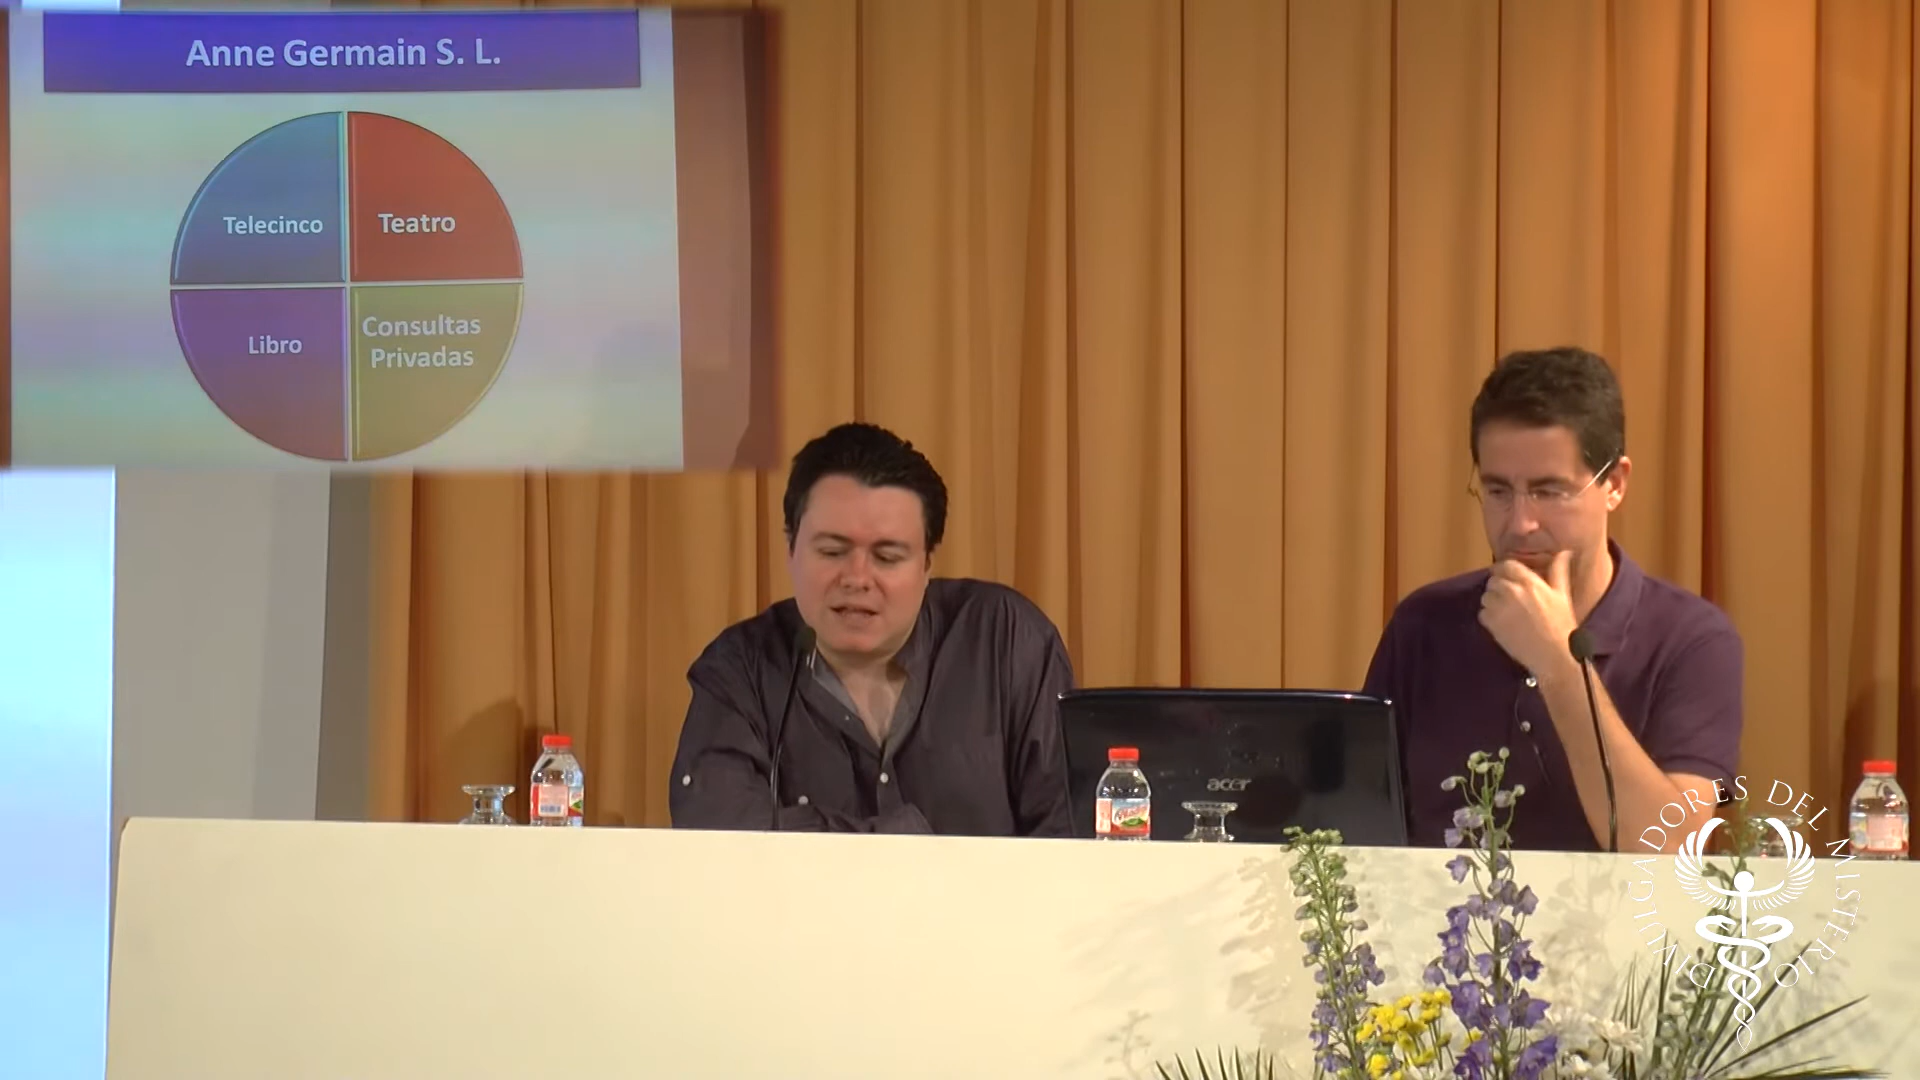 Anne Germain S. L.
Telecinco
Teatro
Libro
Consultas
Privadas
acer
DIVULGADORES DEL MISTERIO